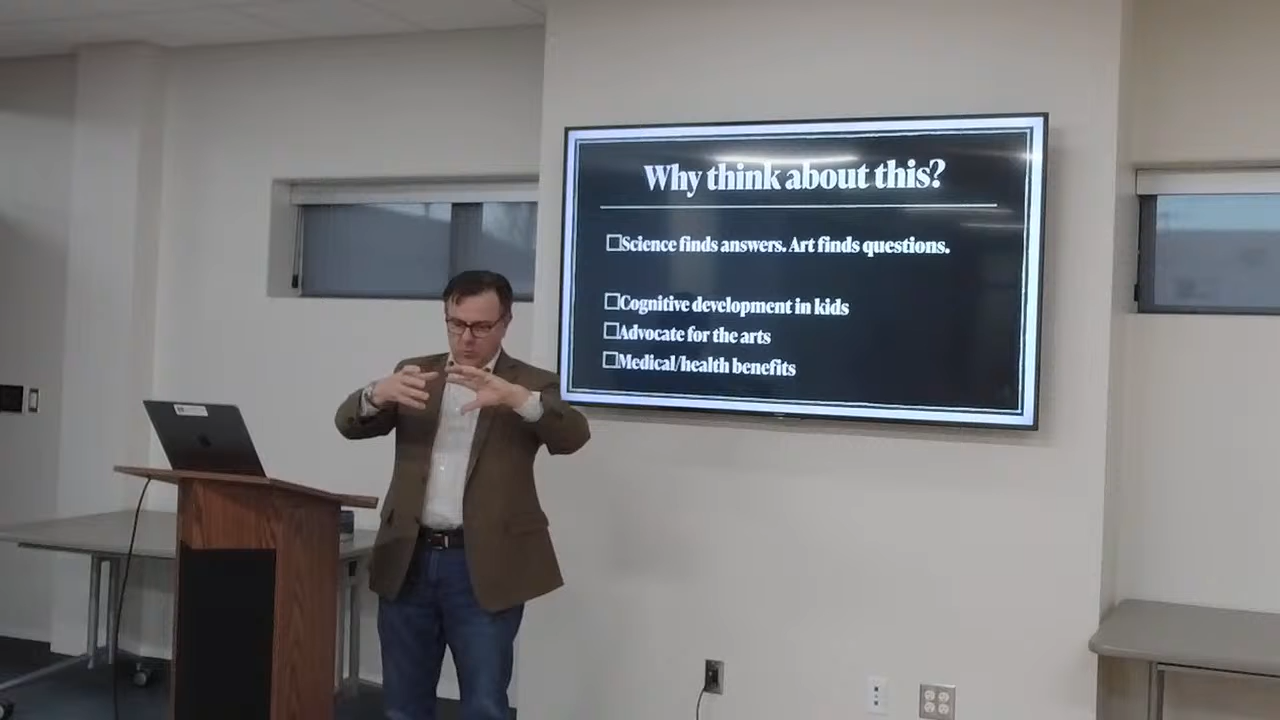 Why think about this?
☐Science finds answers. Art finds questions.
☐Cognitive development in kids
☐Advocate for the arts
☐Medical/health benefits